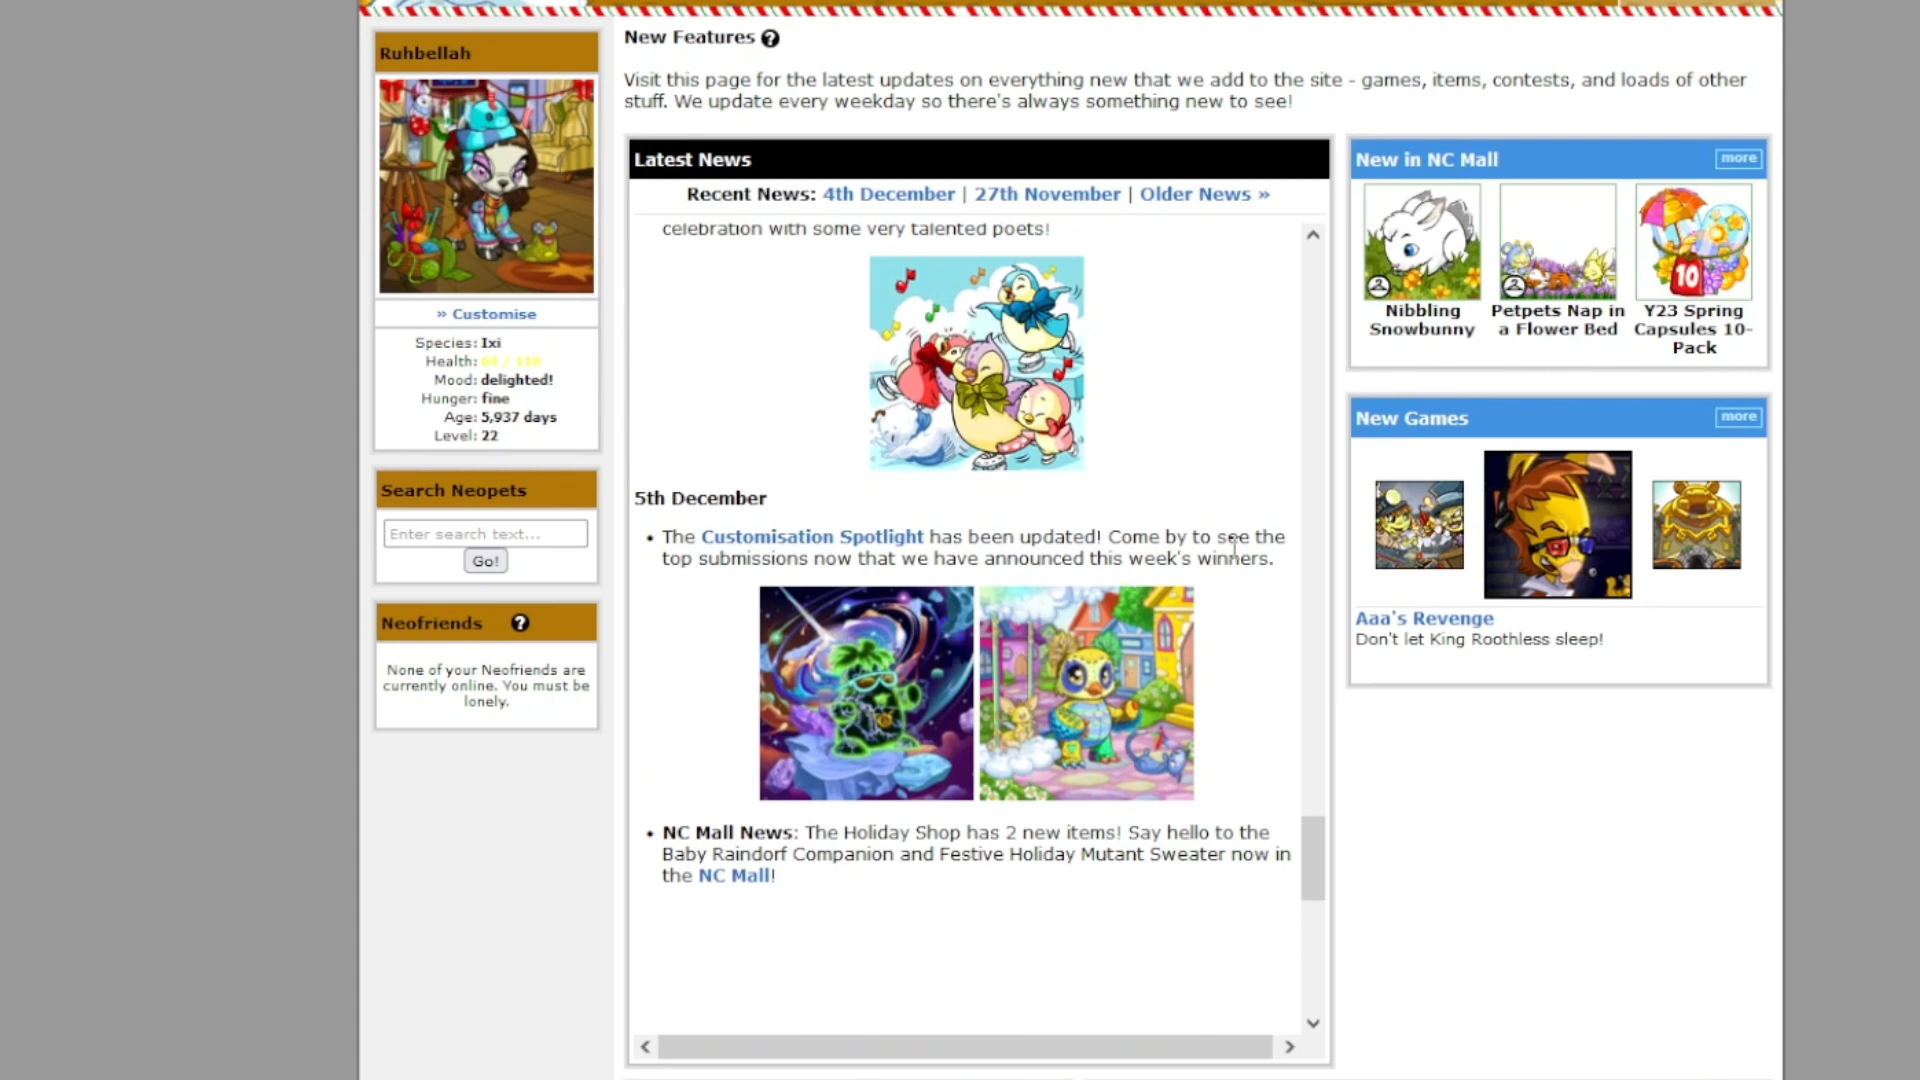 Ruhbellah
» Customise
Species: Ixi
Health: 64 / 110
Mood: delighted!
Hunger: fine
Age: 5,937 days
Level: 22
Search Neopets
Enter search text...
Go!
Neofriends ?
None of your Neofriends are
currently online. You must be
lonely.
New Features ?
Visit this page for the latest updates on everything new that we add to the site - games, items, contests, and loads of other
stuff. We update every weekday so there's always something new to see!
Latest News
Recent News: 4th December | 27th November | Older News »
celebration with some very talented poets!
5th December
• The Customisation Spotlight has been updated! Come by to see the
top submissions now that we have announced this week's winners.
• NC Mall News: The Holiday Shop has 2 new items! Say hello to the
Baby Raindorf Companion and Festive Holiday Mutant Sweater now in
the NC Mall!
New in NC Mall more
10
Nibbling
Snowbunny
Petpets Nap in
a Flower Bed
Y23 Spring
Capsules 10-
Pack
New Games more
Aaa's Revenge
Don't let King Roothless sleep!